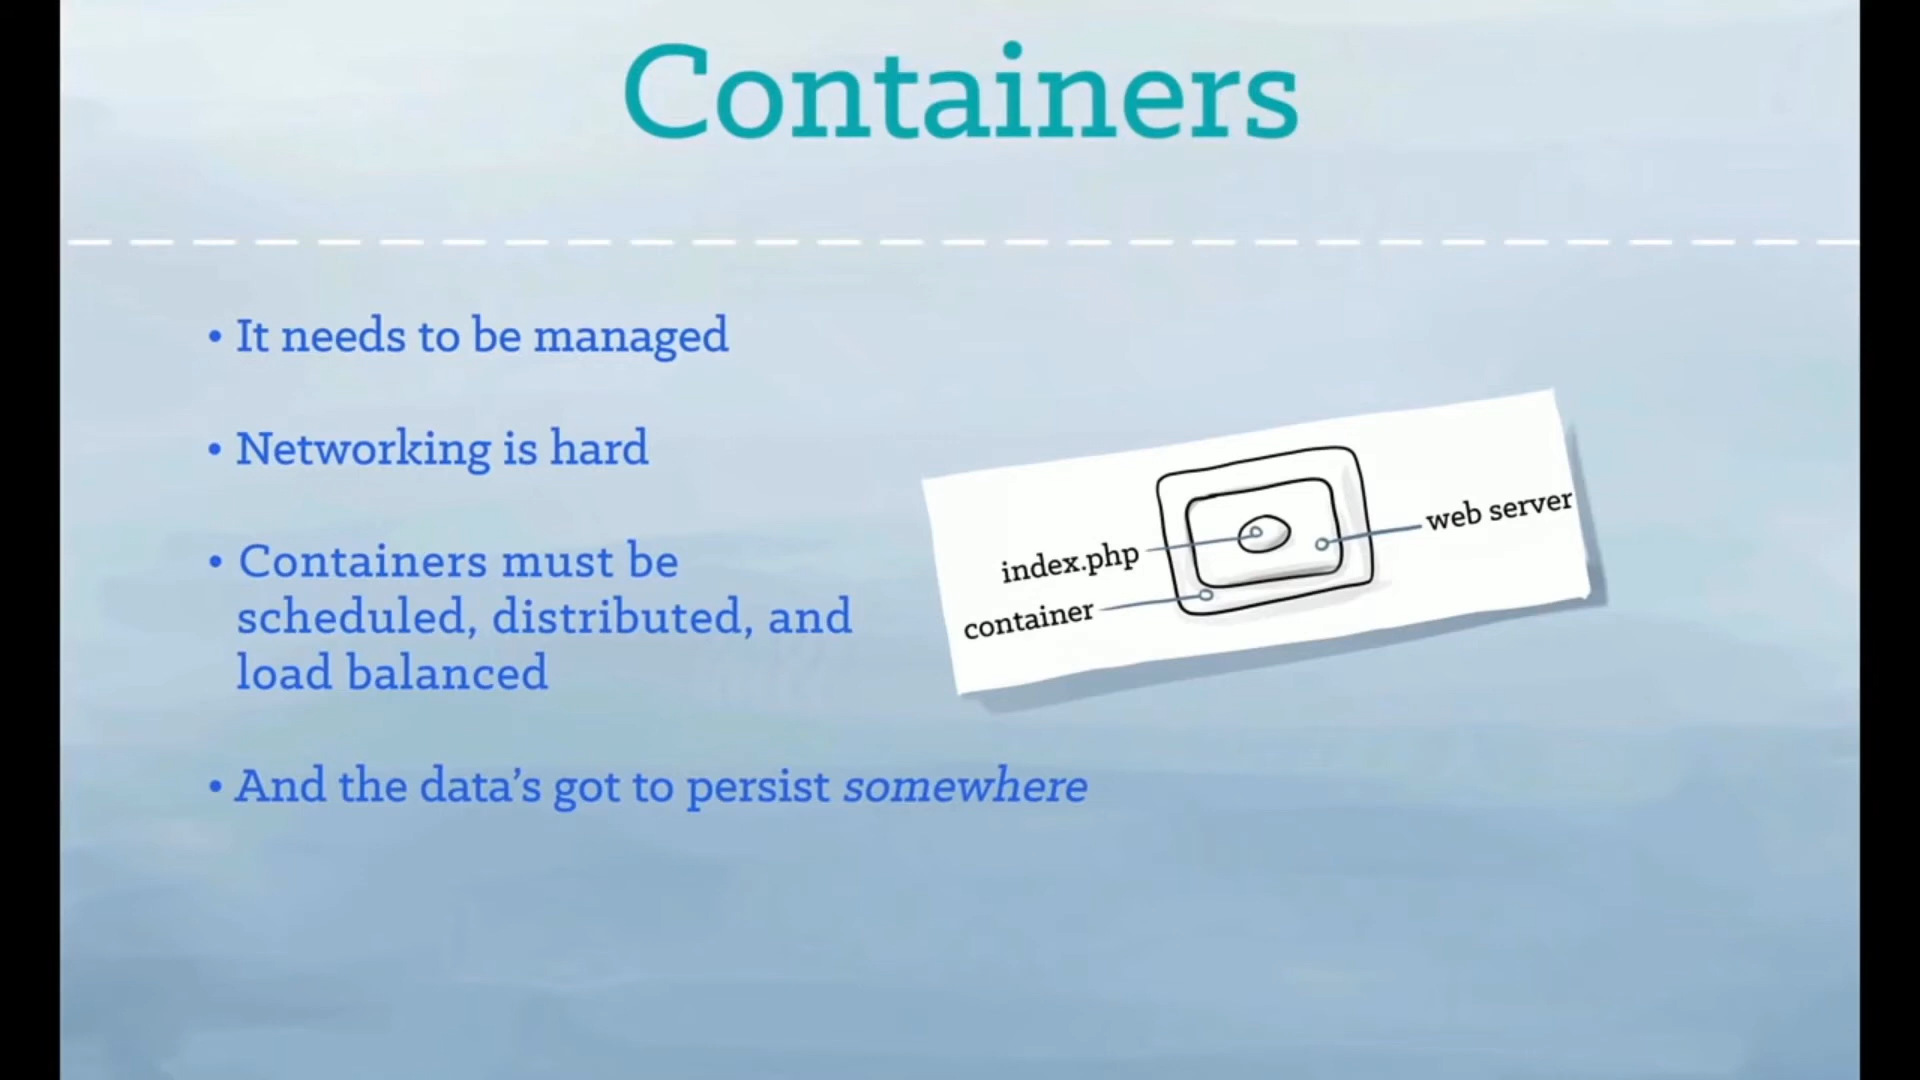 Containers
• It needs to be managed
• Networking is hard
• Containers must be
scheduled, distributed, and
load balanced
• And the data’s got to persist somewhere
web server
index.php
container